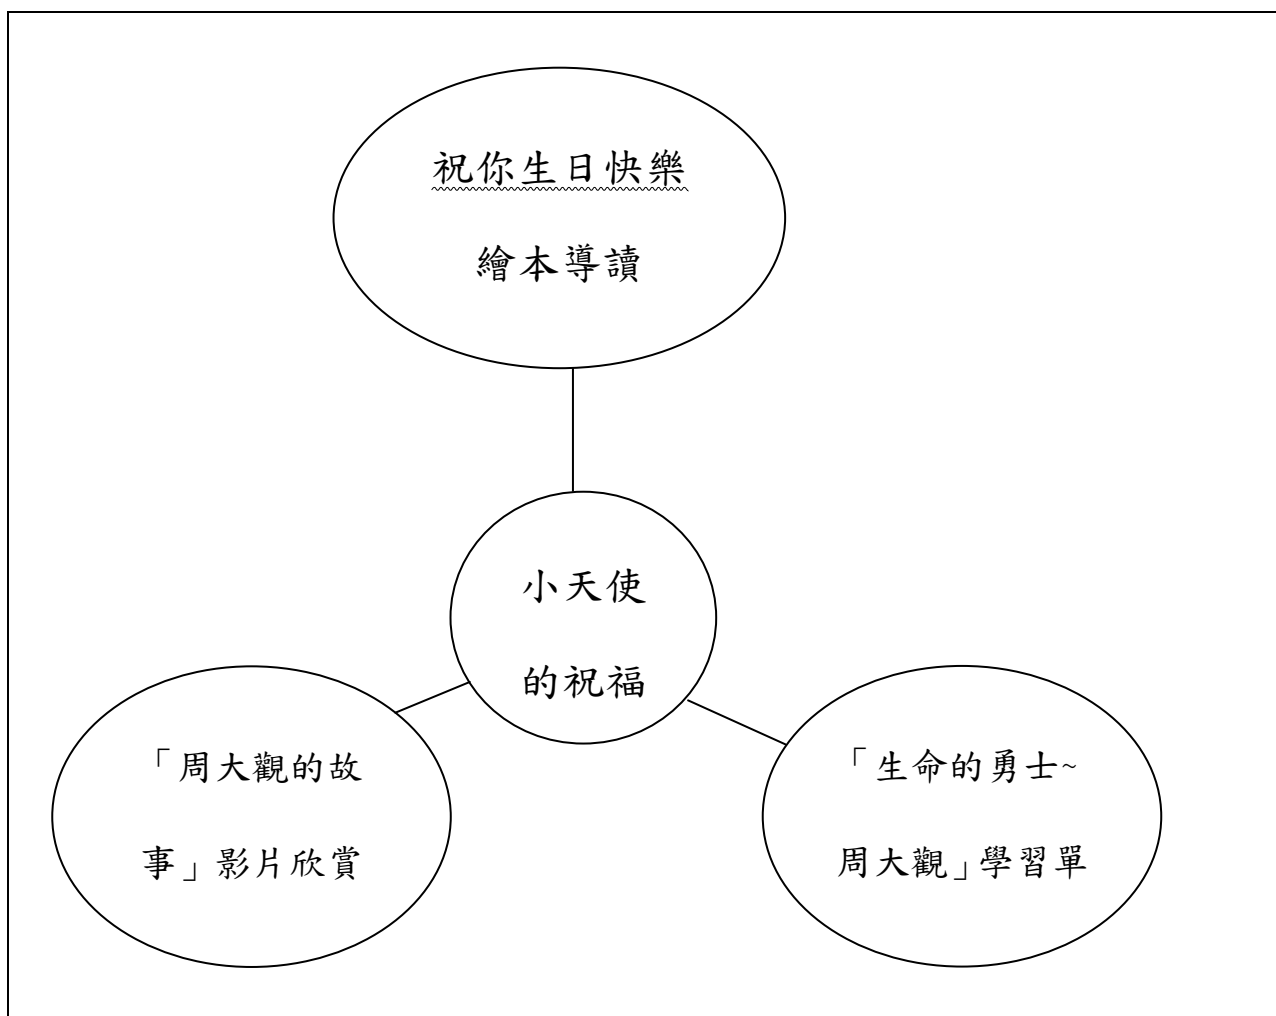 祝你生日快樂
繪本導讀
小天使
的祝福
「周大觀的故
事」影片欣賞
「生命的勇士~
周大觀」學習單